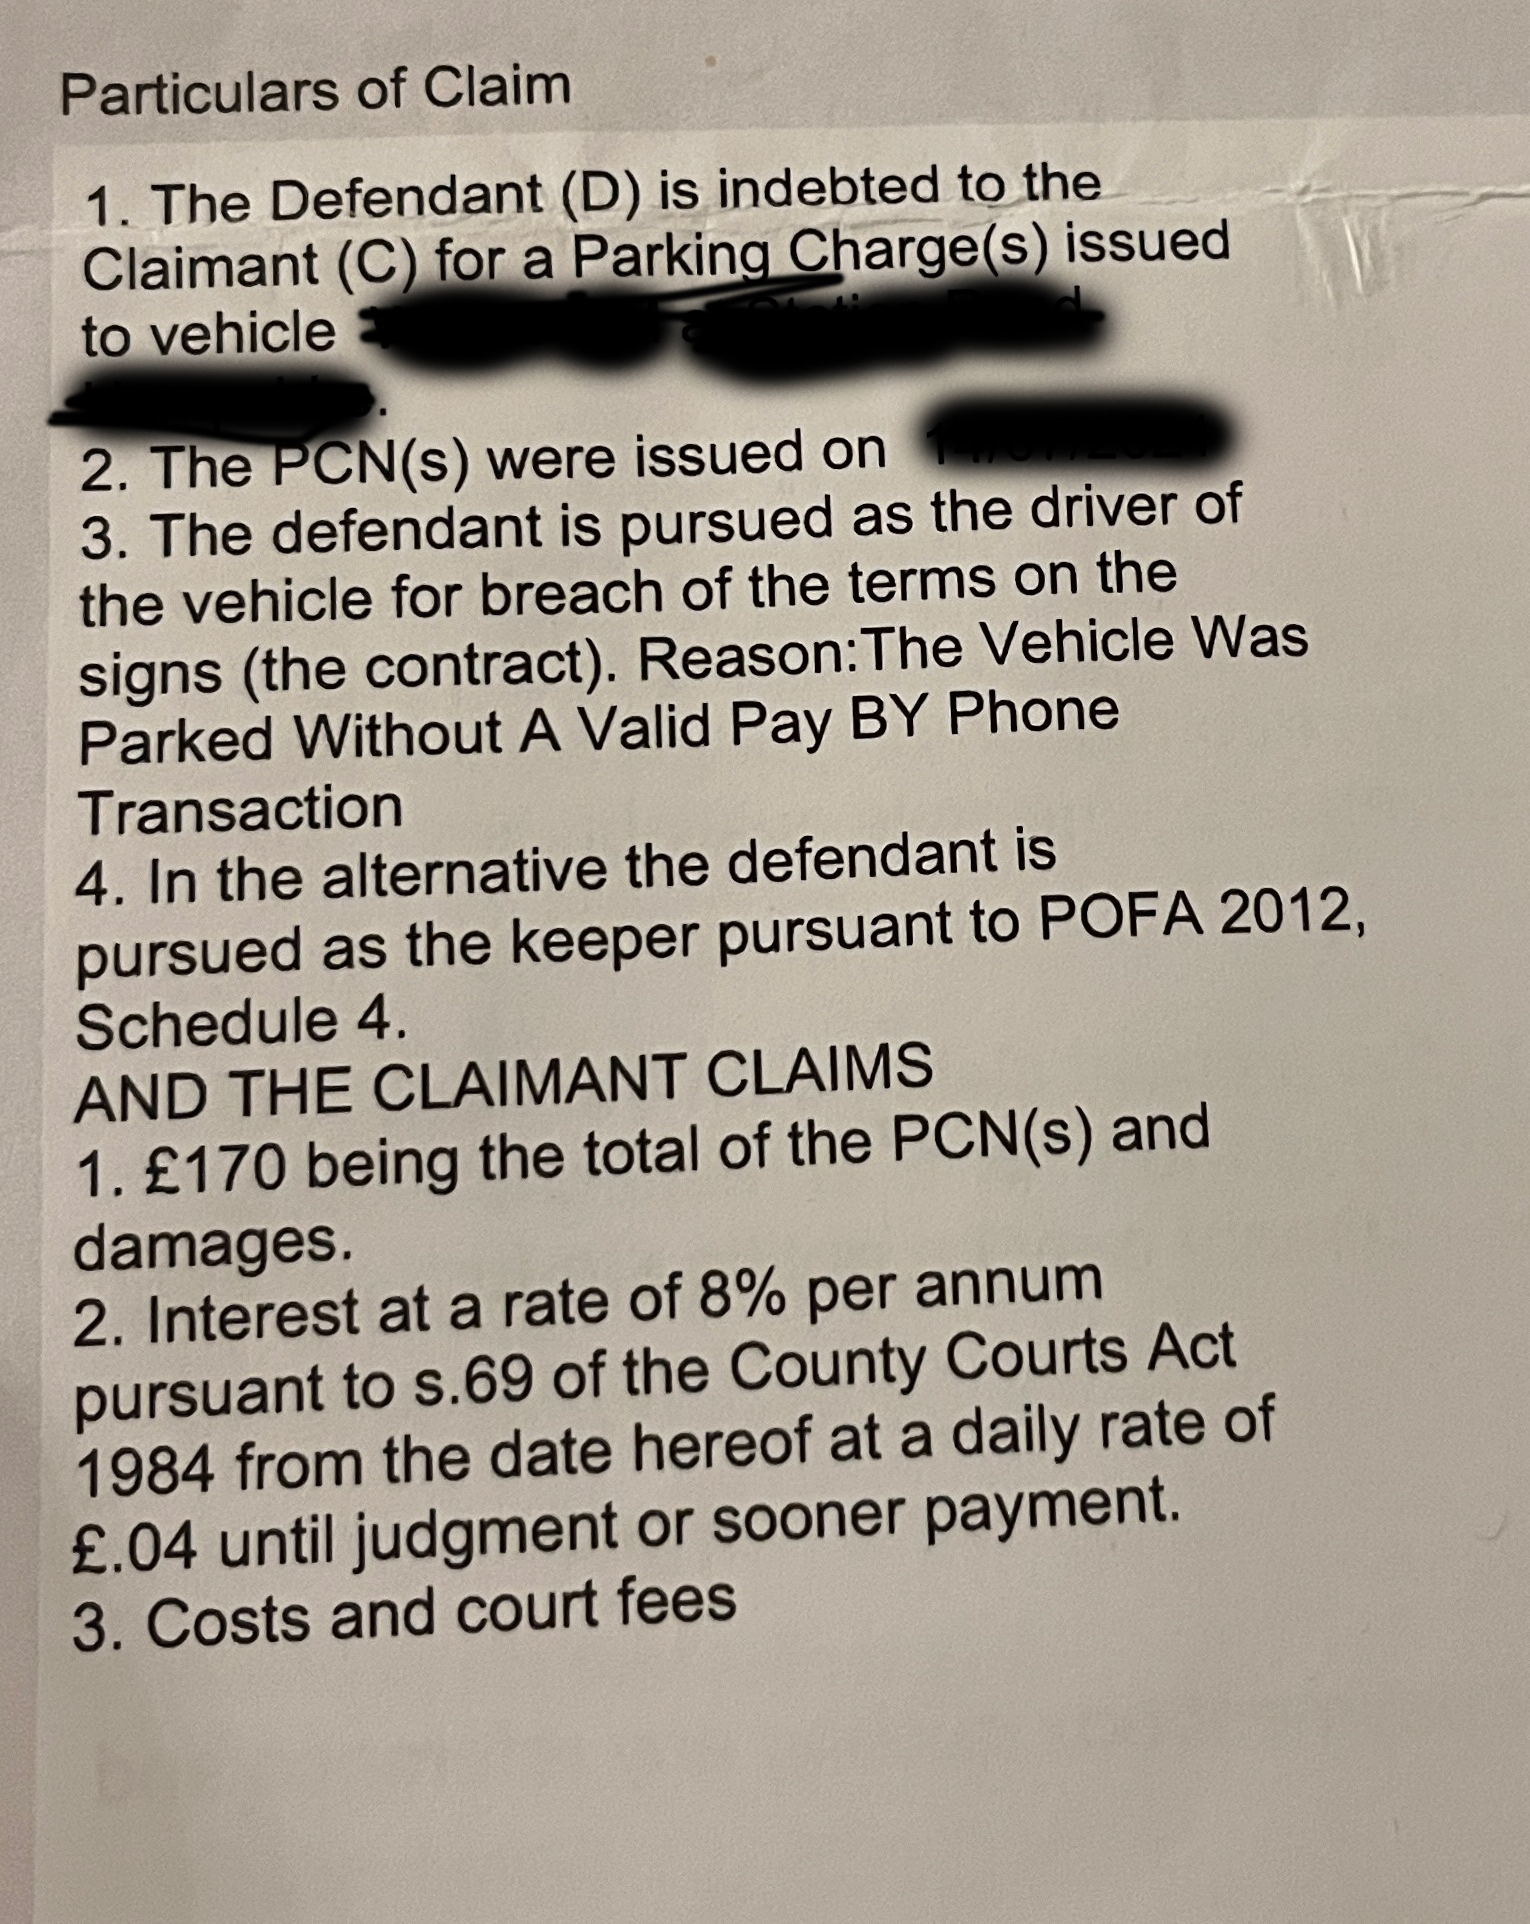 Particulars of Claim
1. The Defendant (D) is indebted to the
Claimant (C) for a Parking Charge(s) issued
to vehicle
2. The PCN(s) were issued on
3. The defendant is pursued as the driver of
the vehicle for breach of the terms on the
signs (the contract). Reason:The Vehicle Was
Parked Without A Valid Pay BY Phone
Transaction
4. In the alternative the defendant is
pursued as the keeper pursuant to POFA 2012,
Schedule 4.
AND THE CLAIMANT CLAIMS
1. £170 being the total of the PCN(s) and
damages.
2. Interest at a rate of 8% per annum
pursuant to s.69 of the County Courts Act
1984 from the date hereof at a daily rate of
£.04 until judgment or sooner payment.
3. Costs and court fees